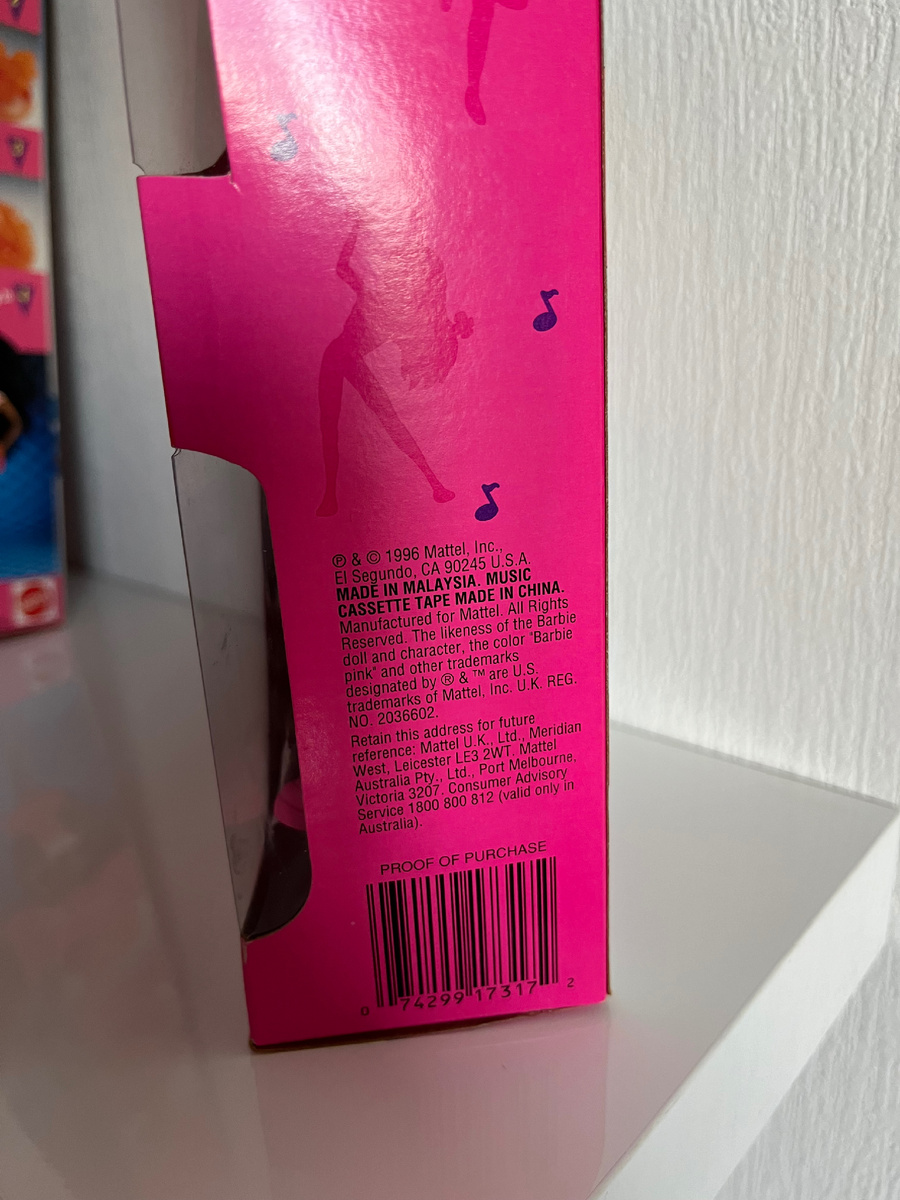 ℗ & © 1996 Mattel, Inc.,
El Segundo, CA 90245 U.S.A.
MADE IN MALAYSIA. MUSIC
CASSETTE TAPE MADE IN CHINA.
Manufactured for Mattel. All Rights
Reserved. The likeness of the Barbie
doll and character, the color "Barbie
pink" and other trademarks
designated by ® & ™ are U.S.
trademarks of Mattel, Inc. U.K. REG.
NO. 2036602.
Retain this address for future
reference: Mattel U.K., Ltd., Meridian
West, Leicester LE3 2WT. Mattel
Australia Pty., Ltd., Port Melbourne,
Victoria 3207. Consumer Advisory
Service 1800 800 812 (valid only in
Australia).
PROOF OF PURCHASE
0 74299 17317 2